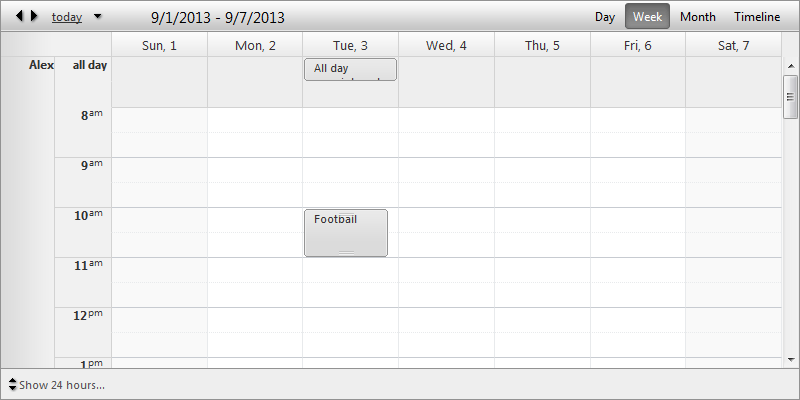 today 9/1/2013 - 9/7/2013 Day Week Month Timeline
Sun, 1 Mon, 2 Tue, 3 Wed, 4 Thu, 5 Fri, 6 Sat, 7
Alex all day All day
8am
9am
10am Football
11am
12pm
1pm
Show 24 hours...